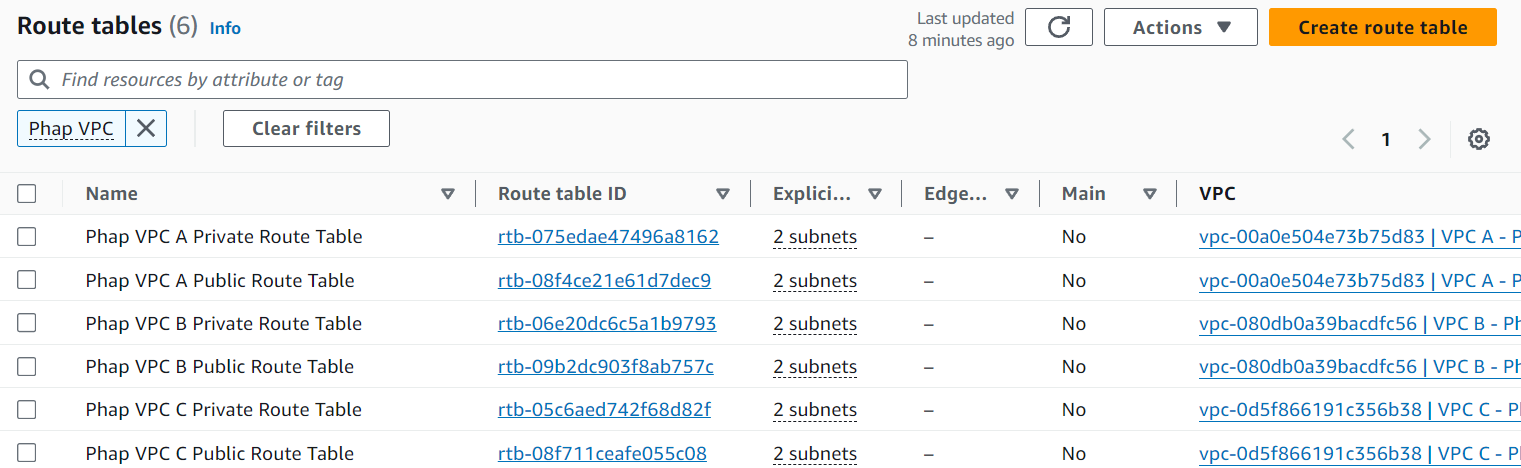 Route tables (6) Info
Last updated
8 minutes ago
Actions
Create route table
Find resources by attribute or tag
Phap VPC
Clear filters
1
Name Route table ID Explici... Edge... Main VPC
Phap VPC A Private Route Table rtb-075edae47496a8162 2 subnets – No vpc-00a0e504e73b75d83 | VPC A - P
Phap VPC A Public Route Table rtb-08f4ce21e61d7dec9 2 subnets – No vpc-00a0e504e73b75d83 | VPC A - P
Phap VPC B Private Route Table rtb-06e20dc6c5a1b9793 2 subnets – No vpc-080db0a39bacdfc56 | VPC B - Ph
Phap VPC B Public Route Table rtb-09b2dc903f8ab757c 2 subnets – No vpc-080db0a39bacdfc56 | VPC B - Ph
Phap VPC C Private Route Table rtb-05c6aed742f68d82f 2 subnets – No vpc-0d5f866191c356b38 | VPC C - Pl
Phap VPC C Public Route Table rtb-08f711ceafe055c08 2 subnets – No vpc-0d5f866191c356b38 | VPC C - Pl